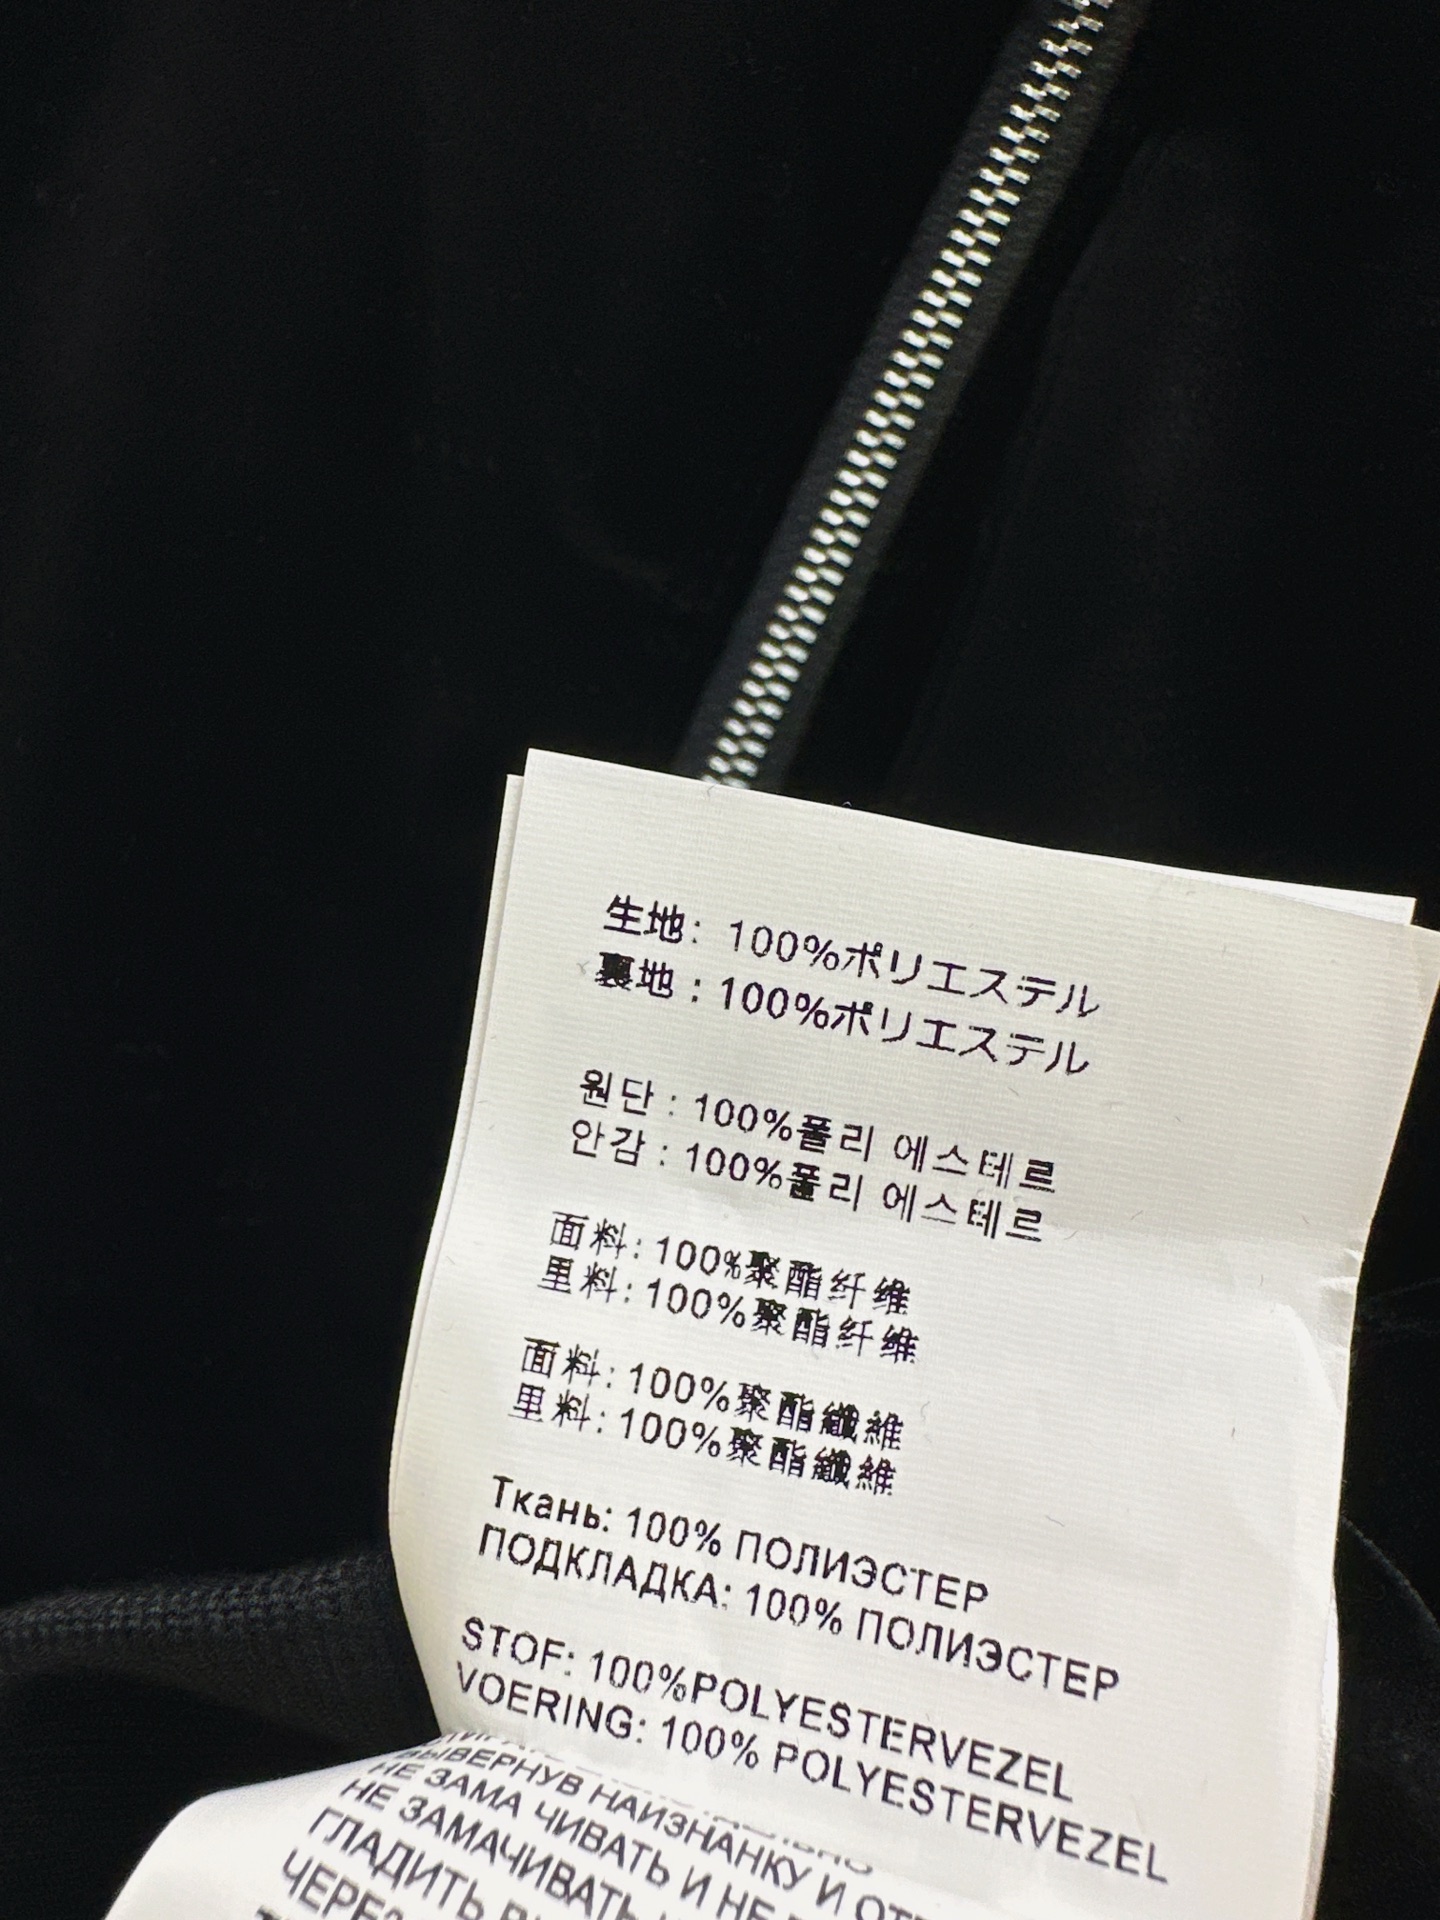 生地: 100%ポリエステル
裏地: 100%ポリエステル
원단: 100%폴리 에스테르
안감: 100%폴리 에스테르
面料: 100%聚酯纤维
里料: 100%聚酯纤维
面料: 100%聚酯纖維
里料: 100%聚酯纖維
Ткань: 100% ПОЛИЭСТЕР
ПОДКЛАДКА: 100% ПОЛИЭСТЕР
STOF: 100%POLYESTERVEZEL
VOERING: 100% POLYESTERVEZEL
ВЫВЕРНУВ НАИЗНАНКУ И
НЕ ЗАМА ЧИВАТЬ И НЕ
НЕ ЗАМАЧИВАТЬ
ГЛАДИТЬ